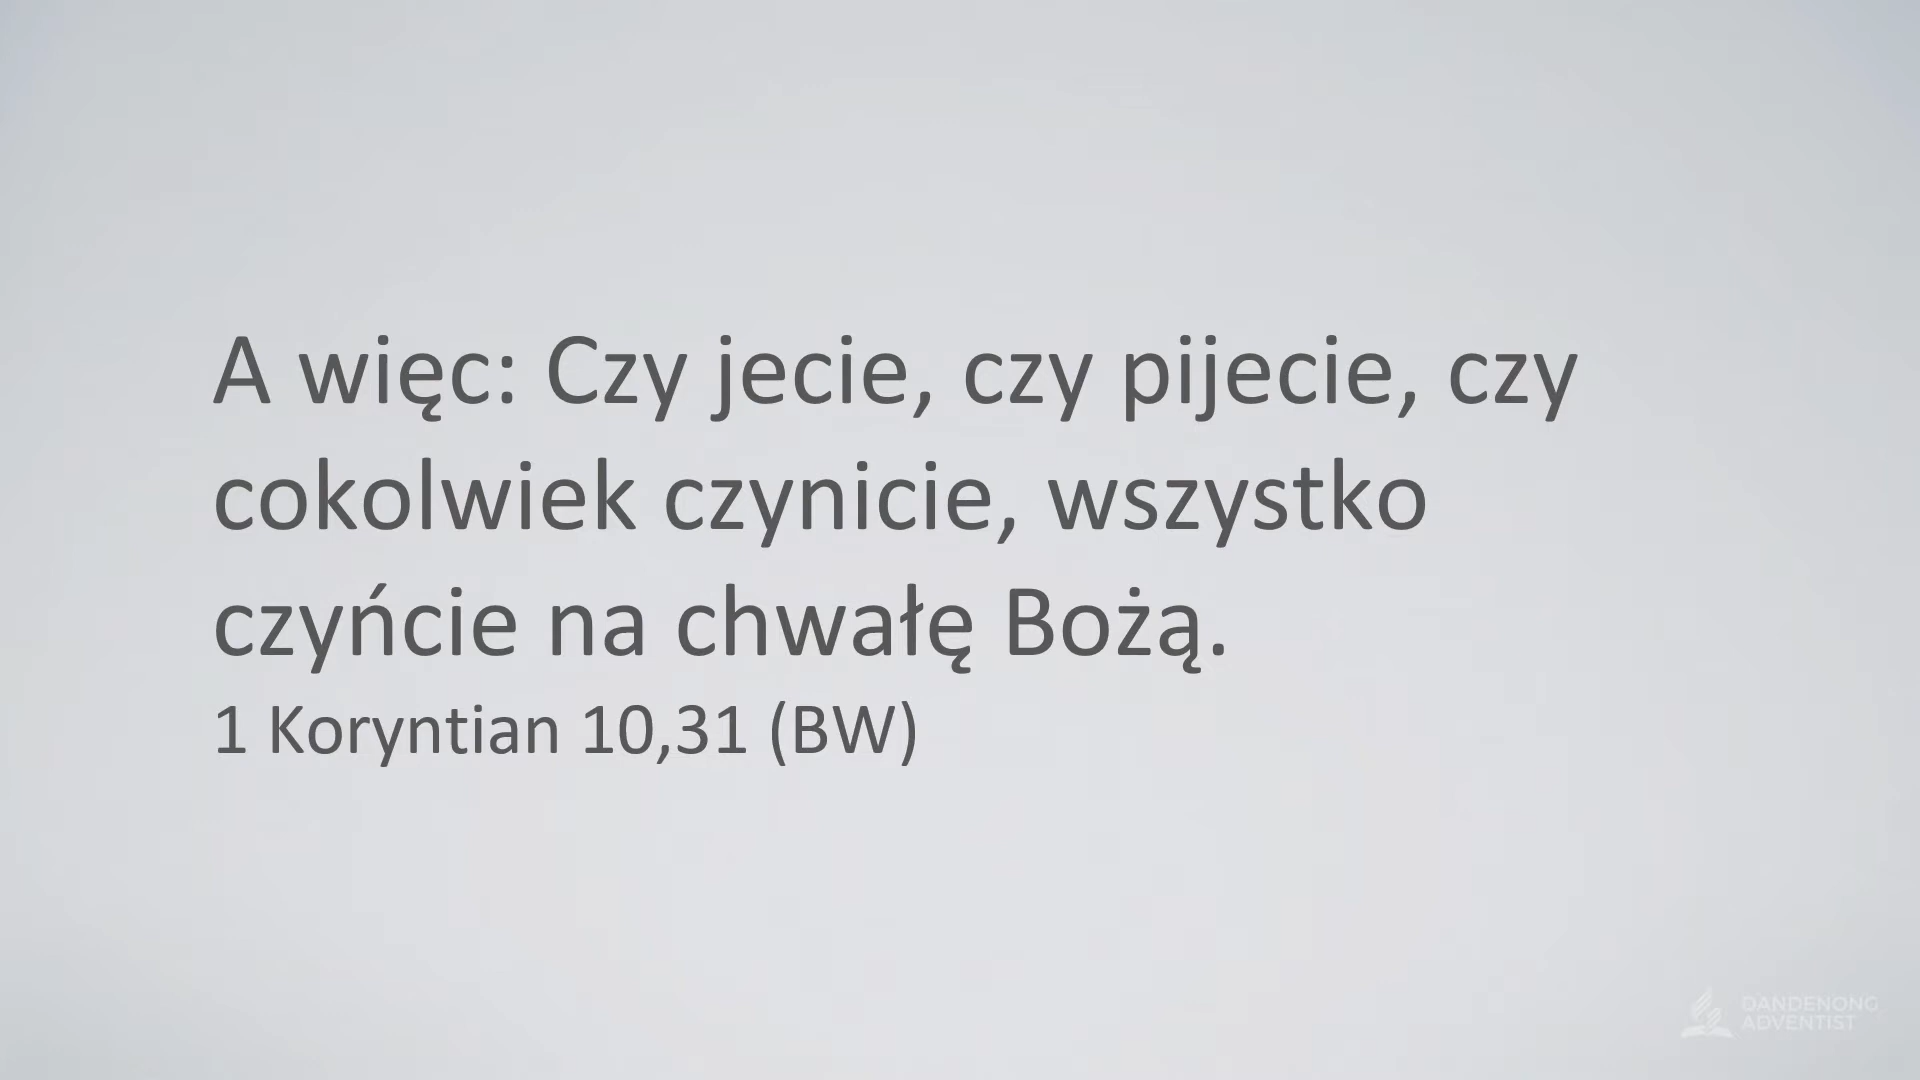 A więc: Czy jecie, czy pijecie, czy
cokolwiek czynicie, wszystko
czyńcie na chwałę Bożą.
1 Koryntian 10,31 (BW)
DANDENONG
ADVENTIST